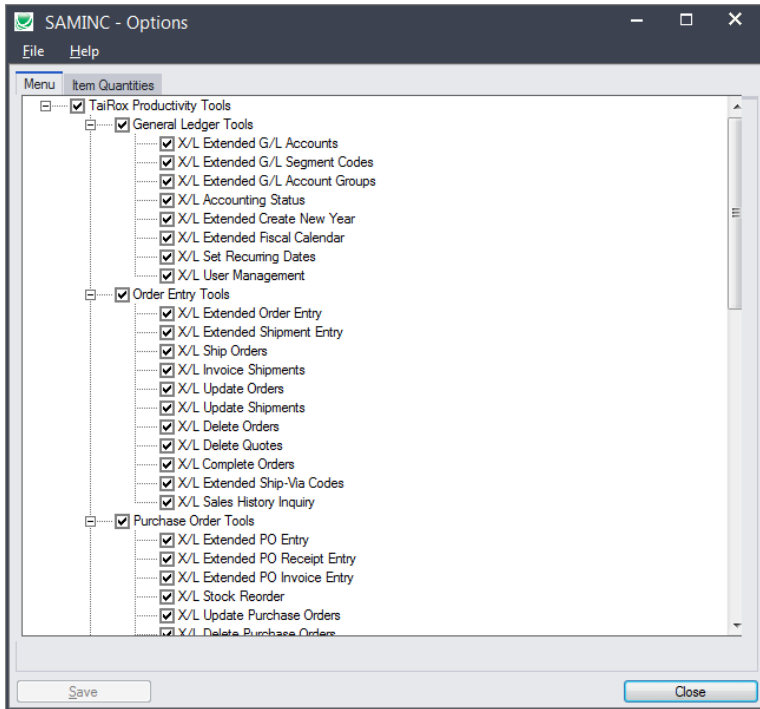 SAMINC - Options
File Help
Menu Item Quantities
TaiRox Productivity Tools
General Ledger Tools
X/L Extended G/L Accounts
X/L Extended G/L Segment Codes
X/L Extended G/L Account Groups
X/L Accounting Status
X/L Extended Create New Year
X/L Extended Fiscal Calendar
X/L Set Recurring Dates
X/L User Management
Order Entry Tools
X/L Extended Order Entry
X/L Extended Shipment Entry
X/L Ship Orders
X/L Invoice Shipments
X/L Update Orders
X/L Update Shipments
X/L Delete Orders
X/L Delete Quotes
X/L Complete Orders
X/L Extended Ship-Via Codes
X/L Sales History Inquiry
Purchase Order Tools
X/L Extended PO Entry
X/L Extended PO Receipt Entry
X/L Extended PO Invoice Entry
X/L Stock Reorder
X/L Update Purchase Orders
X/L Delete Purchase Orders
Save Close